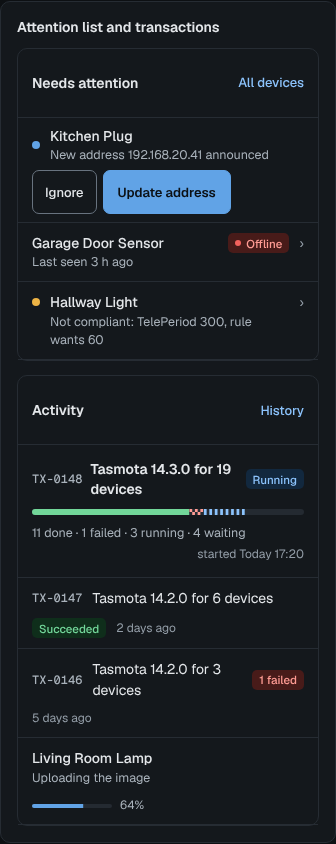 Attention list and transactions
Needs attention
All devices
Kitchen Plug
New address 192.168.20.41 announced
Ignore
Update address
Garage Door Sensor
Offline
Last seen 3 h ago
Hallway Light
Not compliant: TelePeriod 300, rule
wants 60
Activity
History
TX-0148
Tasmota 14.3.0 for 19
devices
Running
11 done · 1 failed · 3 running · 4 waiting
started Today 17:20
TX-0147
Tasmota 14.2.0 for 6 devices
Succeeded
2 days ago
TX-0146
Tasmota 14.2.0 for 3
devices
1 failed
5 days ago
Living Room Lamp
Uploading the image
64%